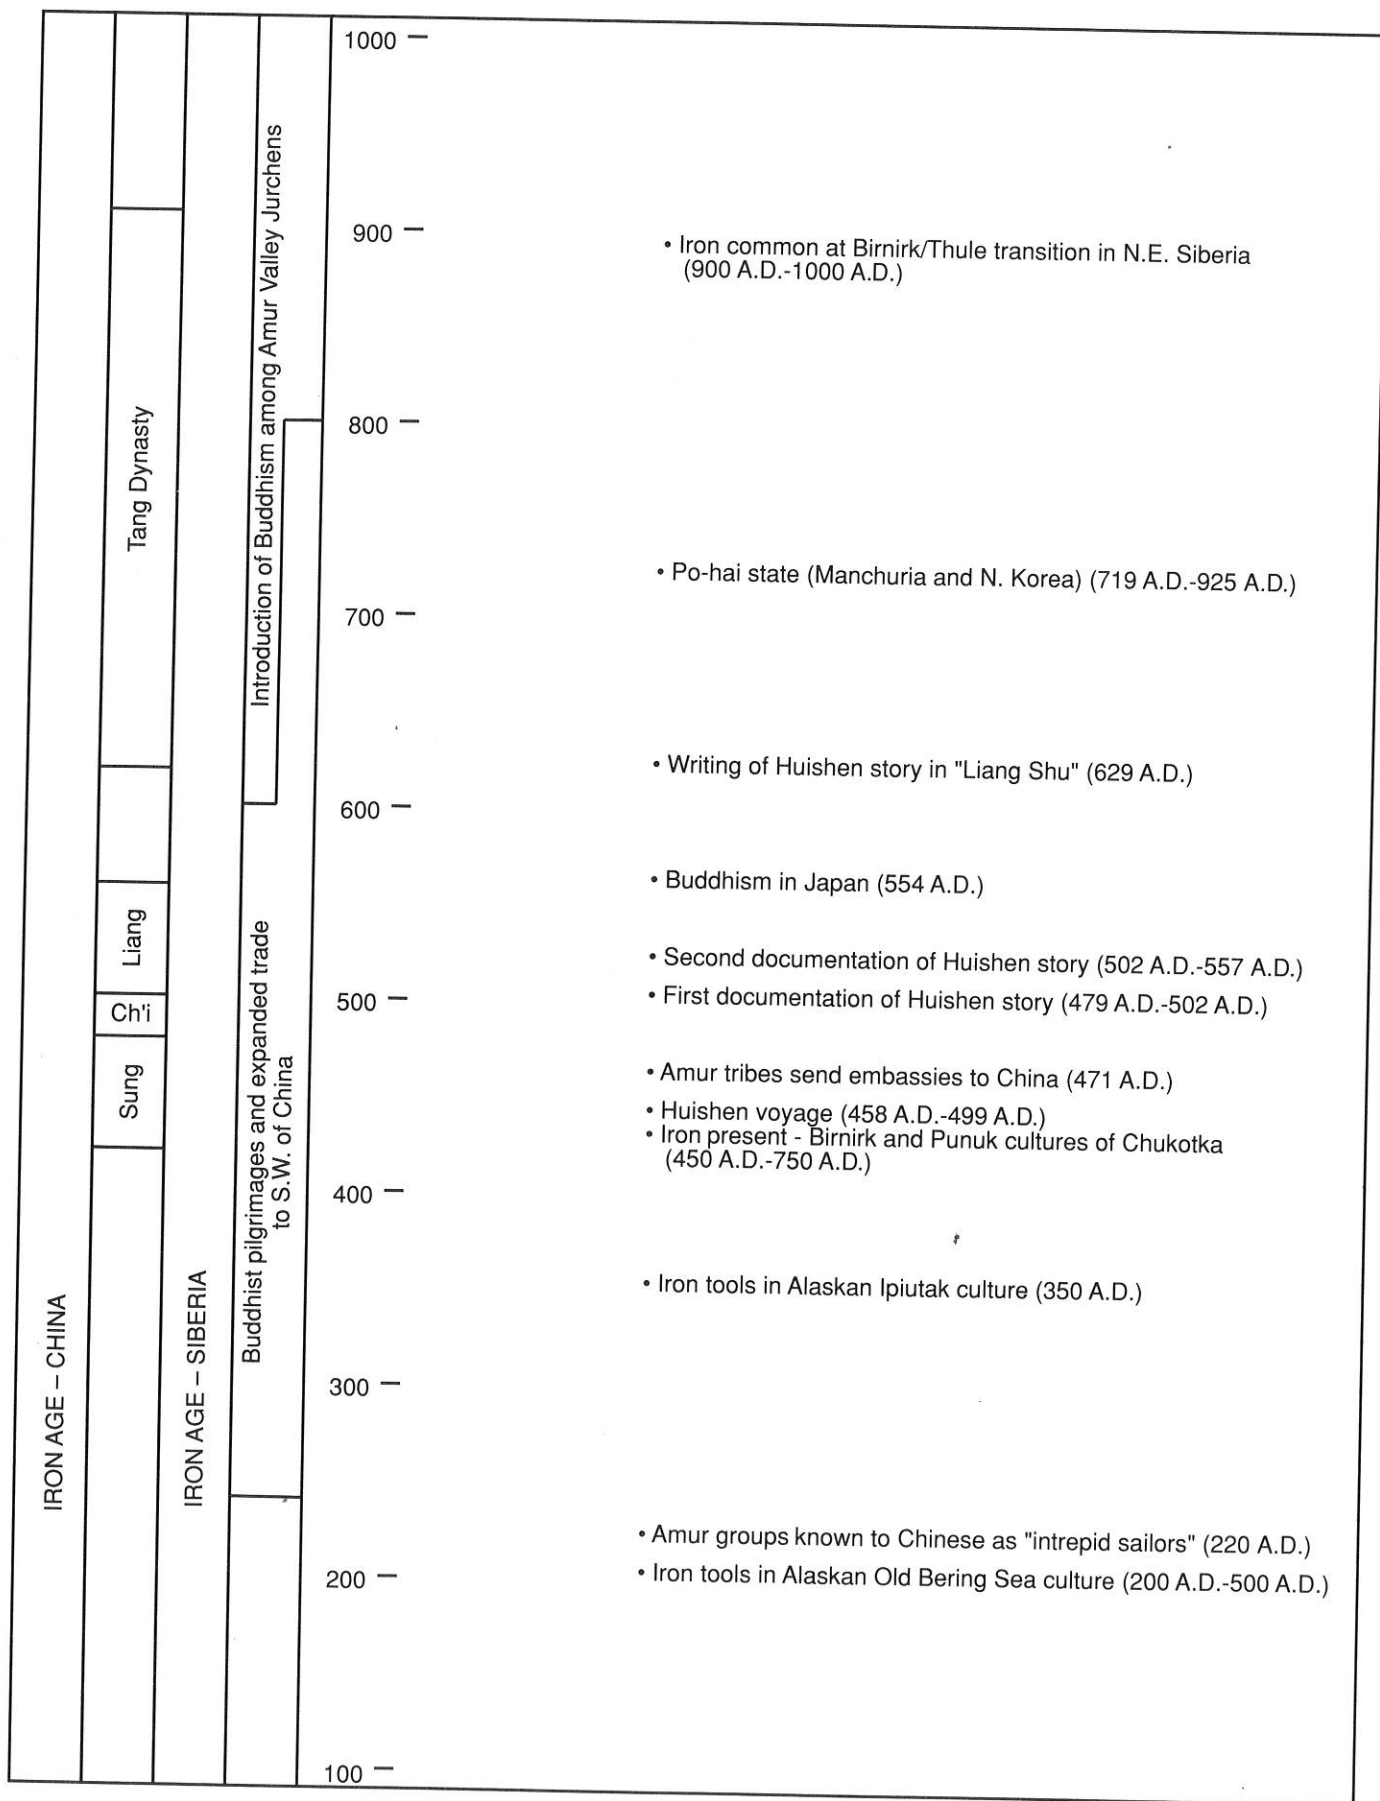 IRON AGE – CHINA
Tang Dynasty
Liang
Ch'i
Sung
IRON AGE – SIBERIA
Introduction of Buddhism among Amur Valley Jurchens
Buddhist pilgrimages and expanded trade
to S.W. of China
1000
900
800
700
600
500
400
300
200
100
• Iron common at Birnirk/Thule transition in N.E. Siberia
(900 A.D.-1000 A.D.)
• Po-hai state (Manchuria and N. Korea) (719 A.D.-925 A.D.)
• Writing of Huishen story in "Liang Shu" (629 A.D.)
• Buddhism in Japan (554 A.D.)
• Second documentation of Huishen story (502 A.D.-557 A.D.)
• First documentation of Huishen story (479 A.D.-502 A.D.)
• Amur tribes send embassies to China (471 A.D.)
• Huishen voyage (458 A.D.-499 A.D.)
• Iron present - Birnirk and Punuk cultures of Chukotka
(450 A.D.-750 A.D.)
• Iron tools in Alaskan Ipiutak culture (350 A.D.)
• Amur groups known to Chinese as "intrepid sailors" (220 A.D.)
• Iron tools in Alaskan Old Bering Sea culture (200 A.D.-500 A.D.)